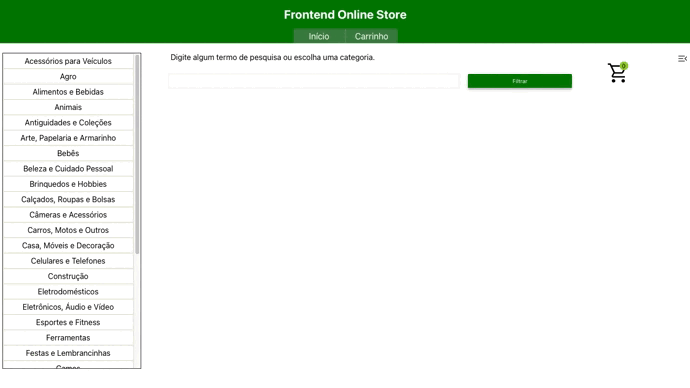 Frontend Online Store
Início
Carrinho
Digite algum termo de pesquisa ou escolha uma categoria.
Filtrar
0
Acessórios para Veículos
Agro
Alimentos e Bebidas
Animais
Antiguidades e Coleções
Arte, Papelaria e Armarinho
Bebês
Beleza e Cuidado Pessoal
Brinquedos e Hobbies
Calçados, Roupas e Bolsas
Câmeras e Acessórios
Carros, Motos e Outros
Casa, Móveis e Decoração
Celulares e Telefones
Construção
Eletrodomésticos
Eletrônicos, Áudio e Vídeo
Esportes e Fitness
Ferramentas
Festas e Lembrancinhas